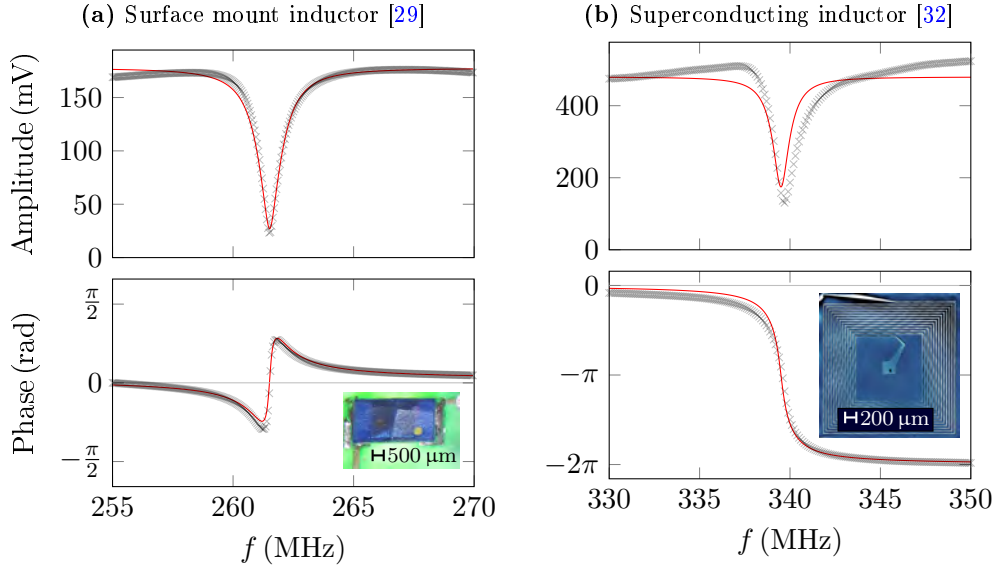 (a) Surface mount inductor [29]
(b) Superconducting inductor [32]
Amplitude (mV)
150
100
50
0
400
200
0
Phase (rad)
π/2
0
−π/2
500 µm
0
−π
−2π
200 µm
255 260 265 270
330 335 340 345 350
f (MHz)
f (MHz)